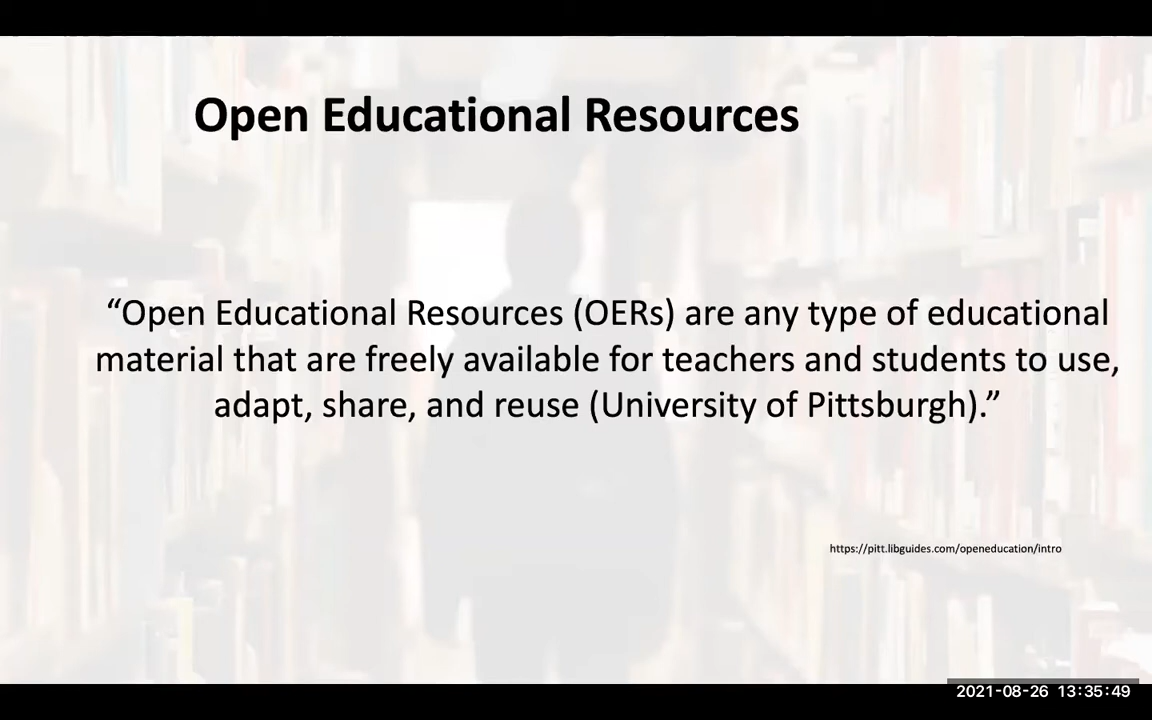 Open Educational Resources
“Open Educational Resources (OERs) are any type of educational
material that are freely available for teachers and students to use,
adapt, share, and reuse (University of Pittsburgh).”
https://pitt.libguides.com/openeducation/intro
2021-08-26 13:35:49